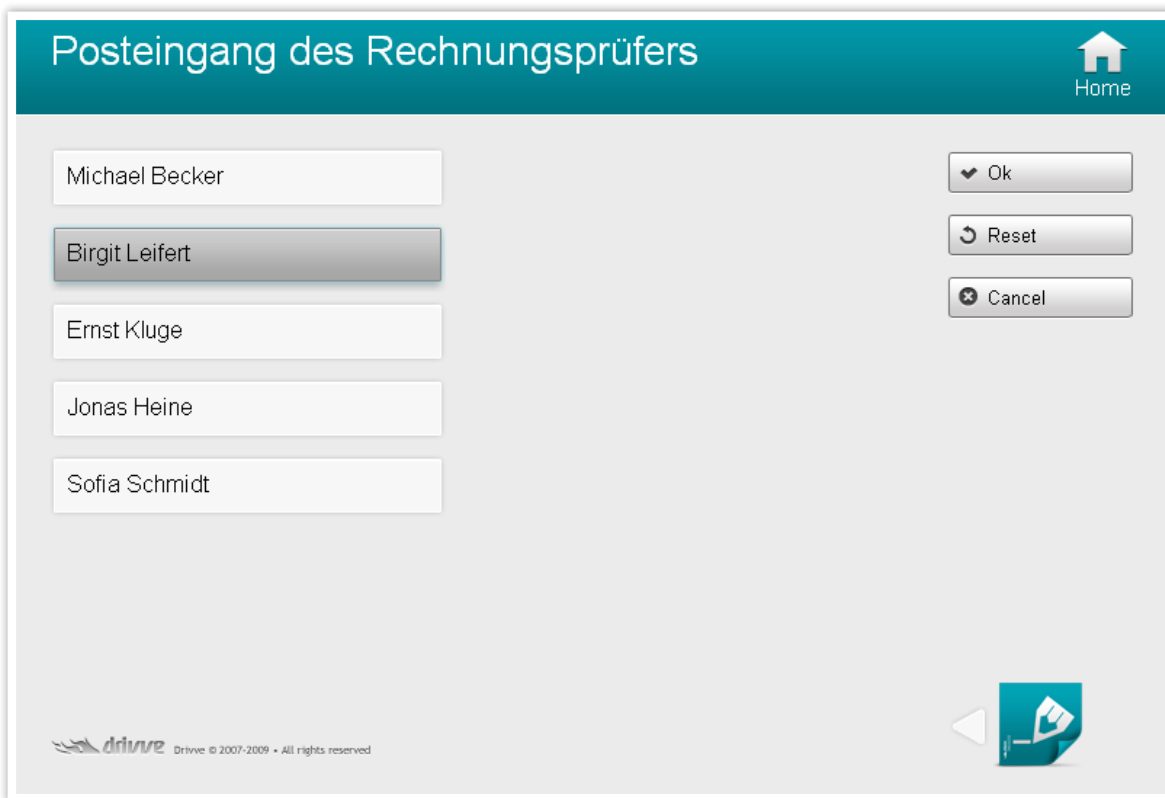 Posteingang des Rechnungsprüfers
Home
Michael Becker
Birgit Leifert
Ernst Kluge
Jonas Heine
Sofia Schmidt
Ok
Reset
Cancel
drivve Drivve © 2007-2009 • All rights reserved